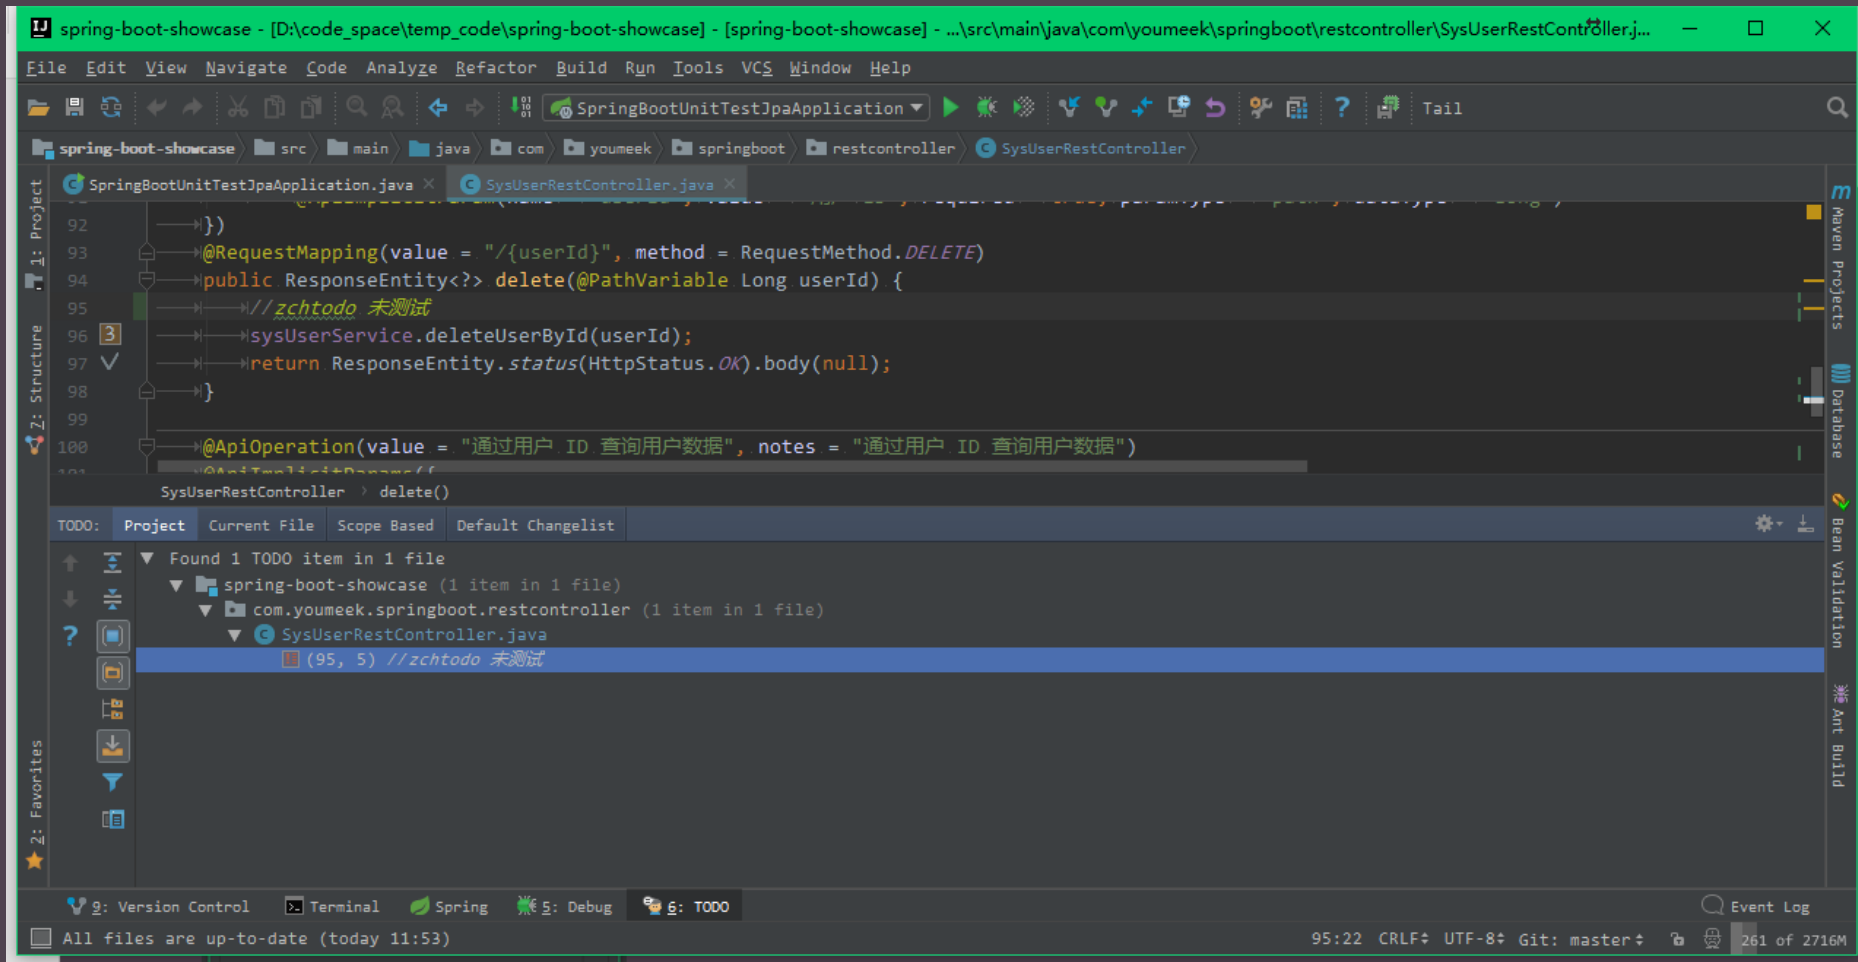 spring-boot-showcase - [D:\code_space\temp_code\spring-boot-showcase] - [spring-boot-showcase] - ...\src\main\java\com\youmeek\springboot\restcontroller\SysUserRestController.j...
File Edit View Navigate Code Analyze Refactor Build Run Tools VCS Window Help
SpringBootUnitTestJpaApplication Tail
spring-boot-showcase src main java com youmeek springboot restcontroller SysUserRestController
SpringBootUnitTestJpaApplication.java SysUserRestController.java
92 })
93 @RequestMapping(value = "/{userId}", method = RequestMethod.DELETE)
94 public ResponseEntity<?> delete(@PathVariable Long userId) {
95 //zchtodo 未测试
96 3 sysUserService.deleteUserById(userId);
97 return ResponseEntity.status(HttpStatus.OK).body(null);
98 }
99
100 @ApiOperation(value = "通过用户 ID 查询用户数据", notes = "通过用户 ID 查询用户数据")
@ApiImplicitParams({
SysUserRestController › delete()
TODO: Project Current File Scope Based Default Changelist
Found 1 TODO item in 1 file
spring-boot-showcase (1 item in 1 file)
com.youmeek.springboot.restcontroller (1 item in 1 file)
SysUserRestController.java
(95, 5) //zchtodo 未测试
1: Project
7: Structure
2: Favorites
Maven Projects
Database
Bean Validation
Ant Build
9: Version Control Terminal Spring 5: Debug 6: TODO Event Log
All files are up-to-date (today 11:53) 95:22 CRLF UTF-8 Git: master 261 of 2716M